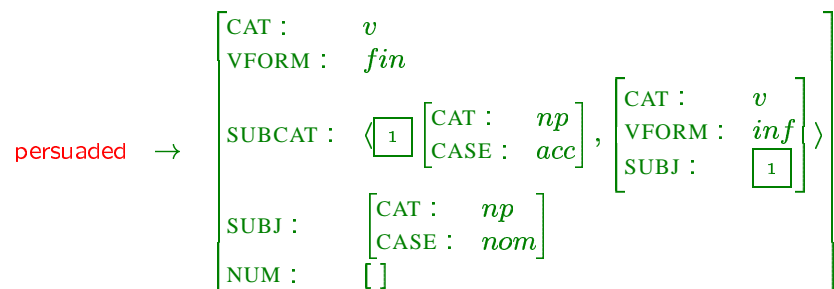 CAT : v
VFORM : fin
persuaded → SUBCAT : ⟨ 1 [CAT : np, CASE : acc] , [CAT : v, VFORM : inf, SUBJ : 1] ⟩
SUBJ : [CAT : np, CASE : nom]
NUM : [ ]